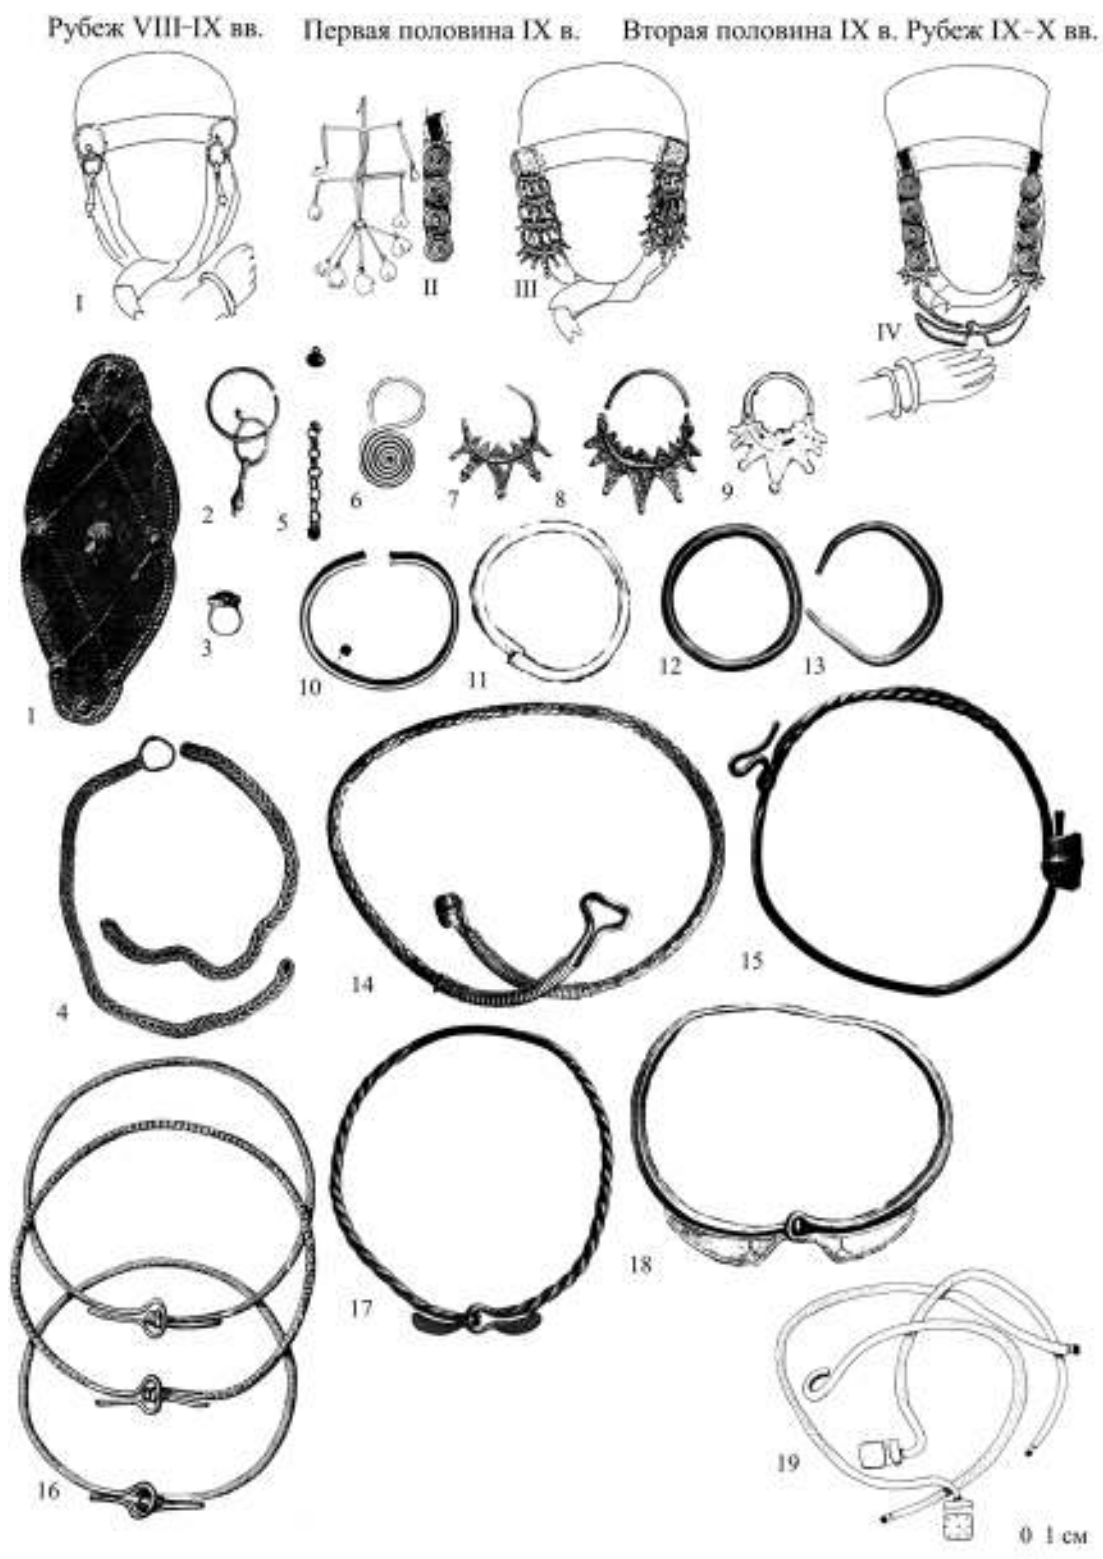 Рубеж VIII–IX вв. Первая половина IX в. Вторая половина IX в. Рубеж IX–X вв.
I II III IV
1 2 5 6 7 8 9
3 10 11 12 13
4 14 15
16 17 18
19
0 1 см